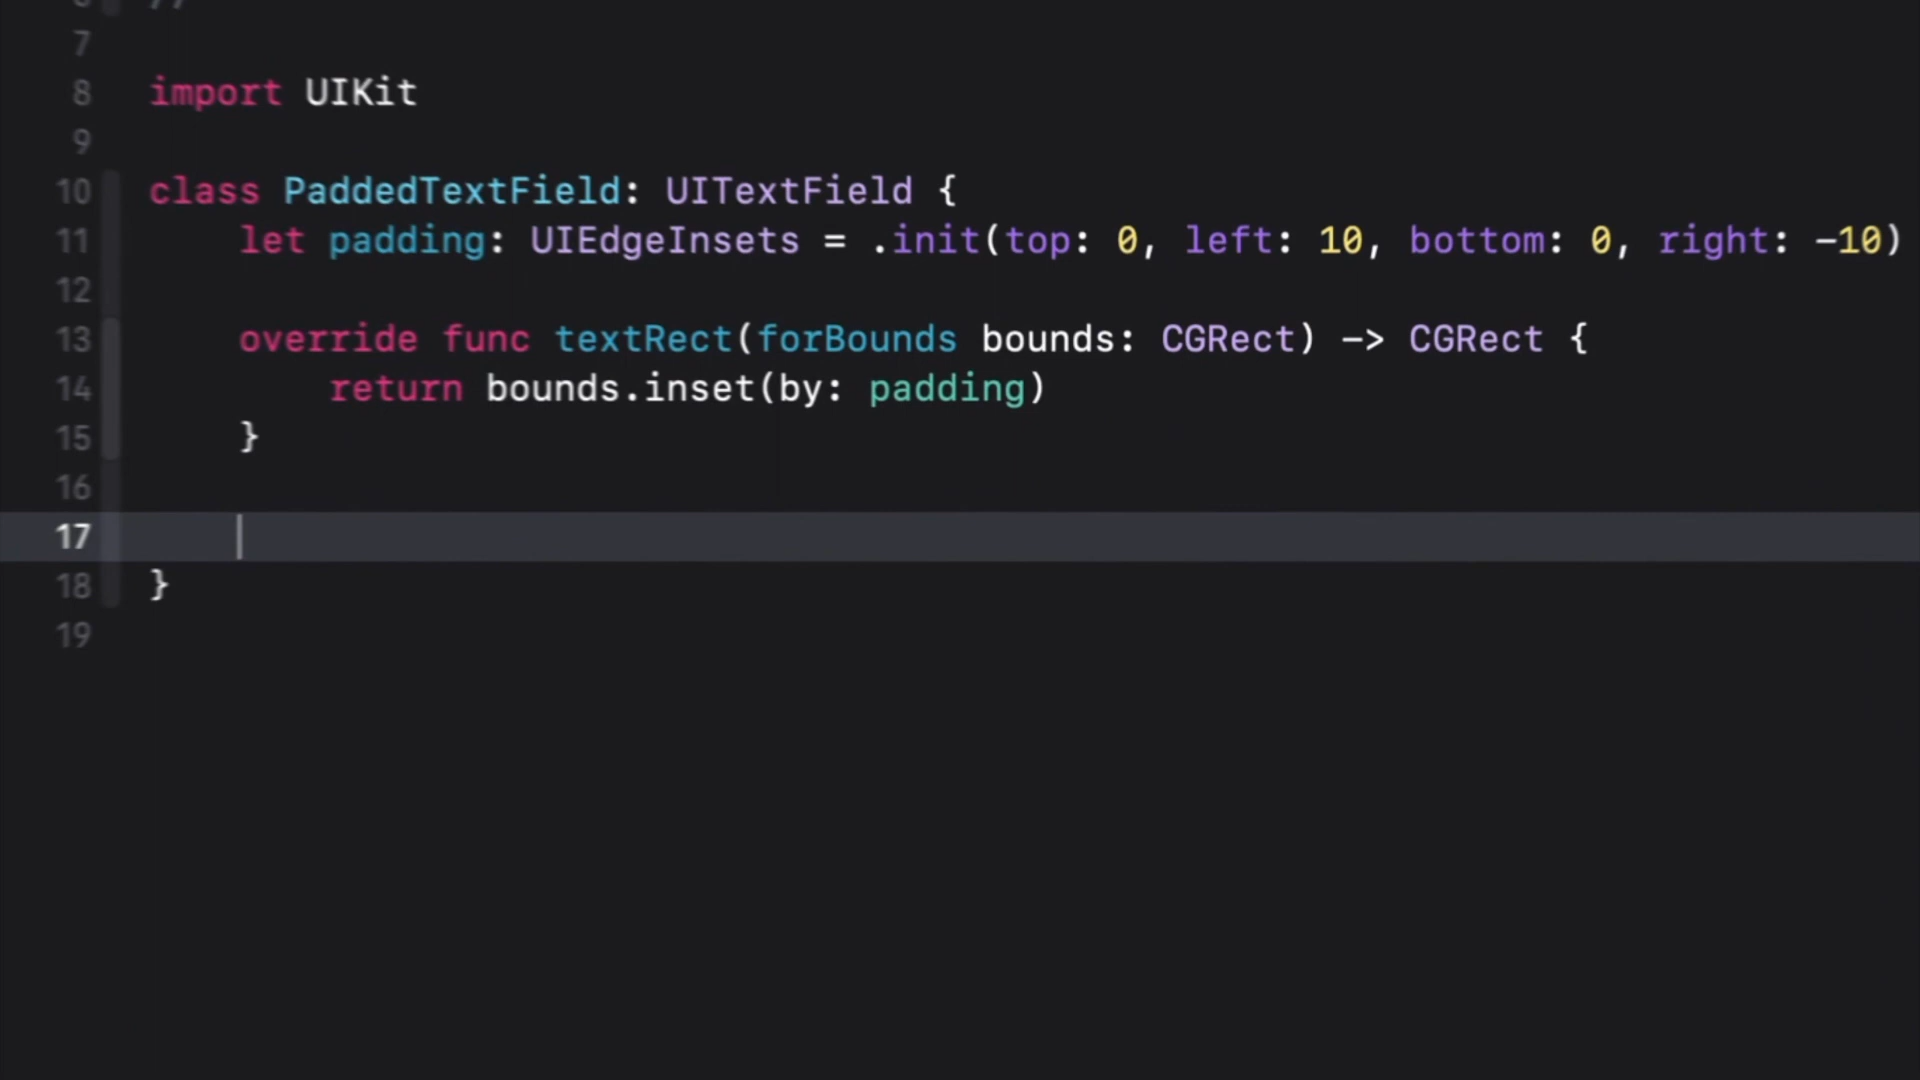 //
7
8 import UIKit
9
10 class PaddedTextField: UITextField {
11 let padding: UIEdgeInsets = .init(top: 0, left: 10, bottom: 0, right: -10)
12
13 override func textRect(forBounds bounds: CGRect) -> CGRect {
14 return bounds.inset(by: padding)
15 }
16
17
18 }
19